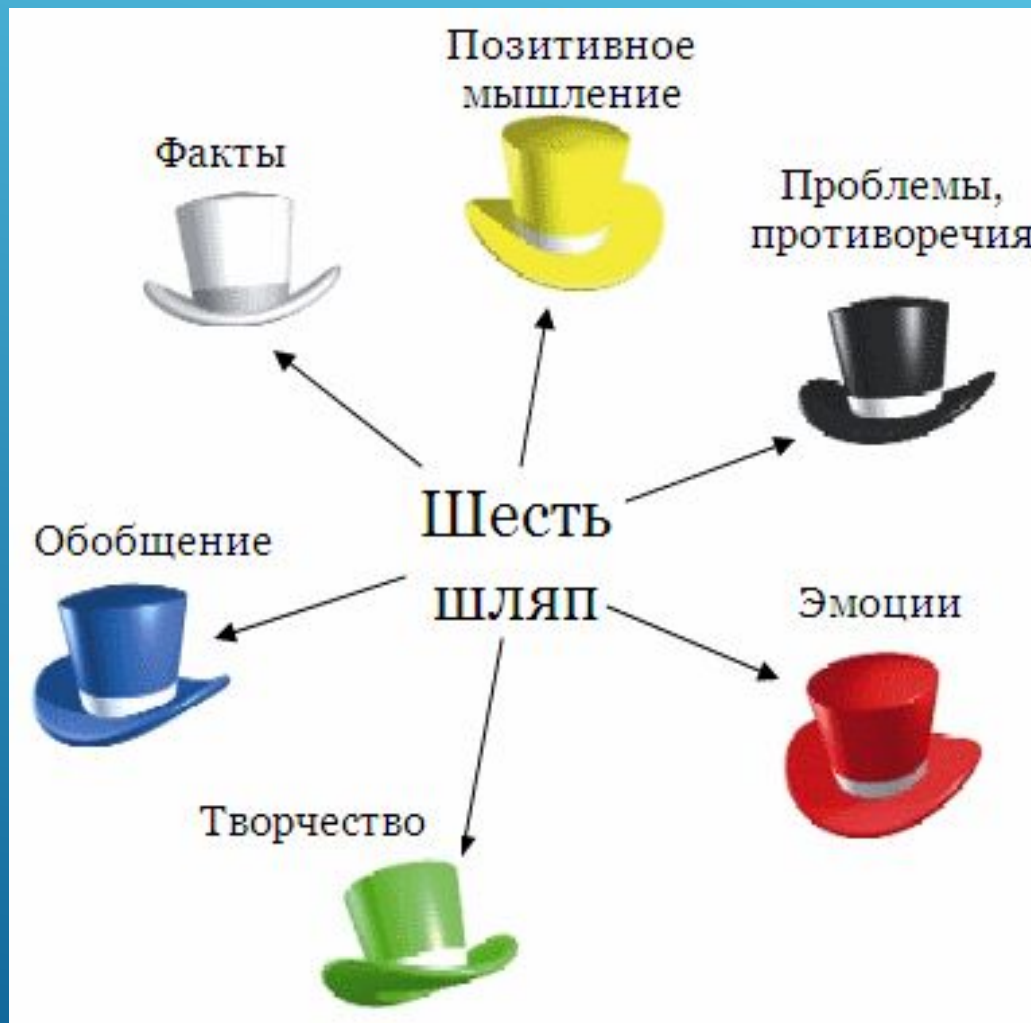 Позитивное
мышление
Факты
Проблемы,
противоречия
Шесть
шляп
Обобщение
Эмоции
Творчество